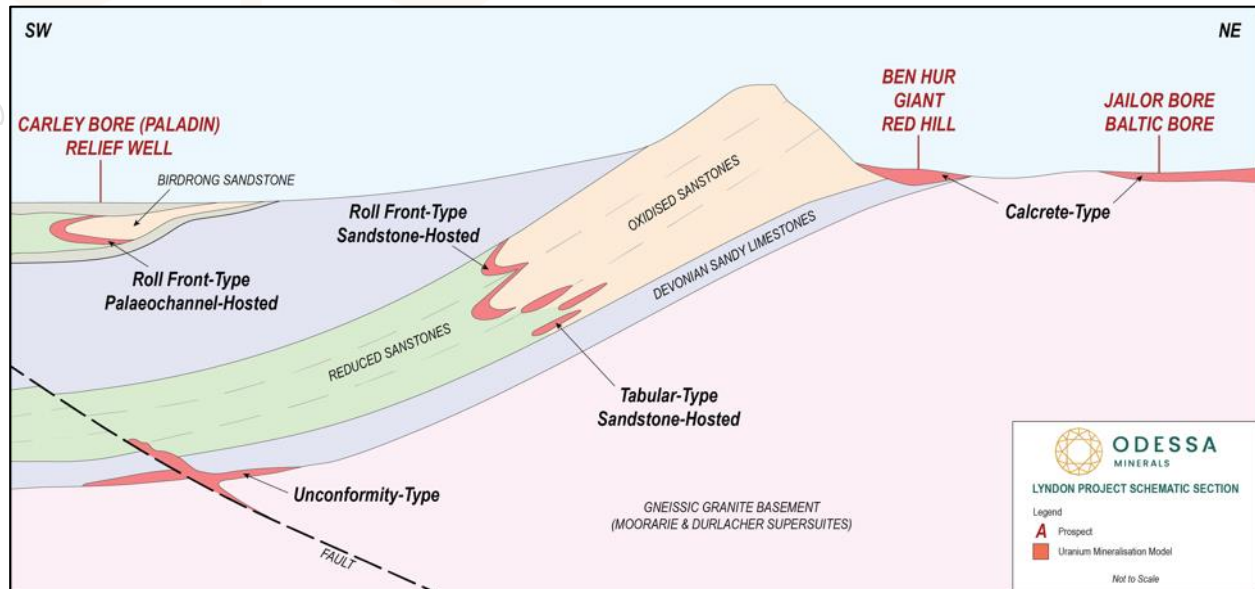 SW
NE
CARLEY BORE (PALADIN)
RELIEF WELL
BIRDRONG SANDSTONE
Roll Front-Type
Palaeochannel-Hosted
Roll Front-Type
Sandstone-Hosted
OXIDISED SANSTONES
DEVONIAN SANDY LIMESTONES
REDUCED SANSTONES
Tabular-Type
Sandstone-Hosted
Unconformity-Type
FAULT
GNEISSIC GRANITE BASEMENT
(MOORARIE & DURLACHER SUPERSUITES)
BEN HUR
GIANT
RED HILL
JAILOR BORE
BALTIC BORE
Calcrete-Type
ODESSA
MINERALS
LYNDON PROJECT SCHEMATIC SECTION
Legend
A Prospect
Uranium Mineralisation Model
Not to Scale